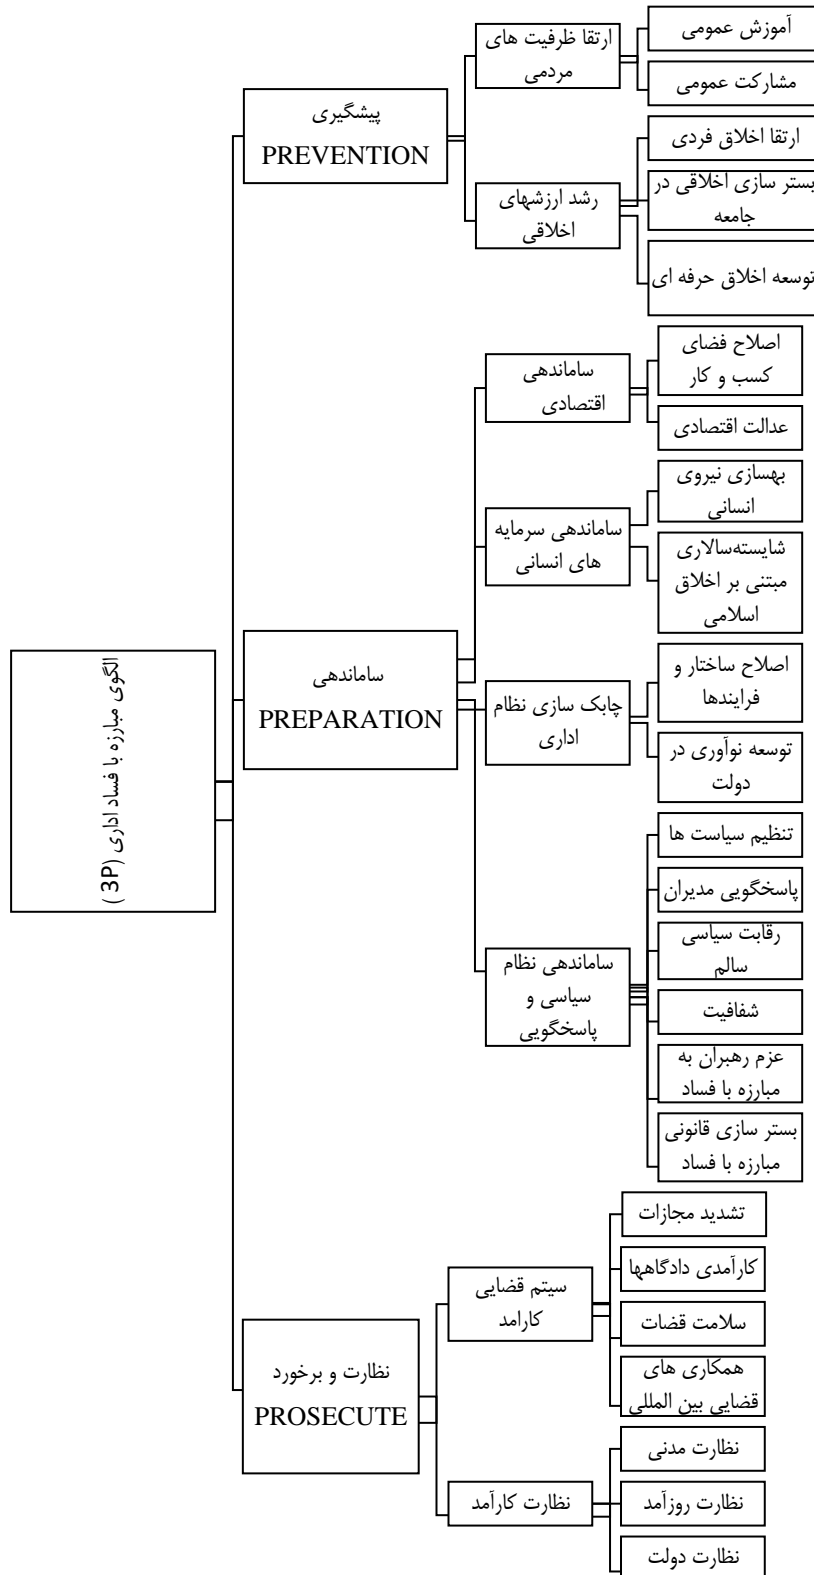 الگوی مبارزه با فساد اداری (3P )
پیشگیری
PREVENTION
ارتقا ظرفیت های
مردمی
آموزش عمومی
مشارکت عمومی
رشد ارزشهای
اخلاقی
ارتقا اخلاق فردی
بستر سازی اخلاقی در
جامعه
توسعه اخلاق حرفه ای
ساماندهی
PREPARATION
ساماندهی
اقتصادی
اصلاح فضای
کسب و کار
عدالت اقتصادی
ساماندهی سرمایه
های انسانی
بهسازی نیروی
انسانی
شایسته‌سالاری
مبتنی بر اخلاق
اسلامی
چابک سازی نظام
اداری
اصلاح ساختار و
فرایندها
توسعه نوآوری در
دولت
ساماندهی نظام
سیاسی و
پاسخگویی
تنظیم سیاست ها
پاسخگویی مدیران
رقابت سیاسی
سالم
شفافیت
عزم رهبران به
مبارزه با فساد
بستر سازی قانونی
مبارزه با فساد
نظارت و برخورد
PROSECUTE
سیتم قضایی
کارامد
تشدید مجازات
کارآمدی دادگاهها
سلامت قضات
همکاری های
قضایی بین المللی
نظارت کارآمد
نظارت مدنی
نظارت روزآمد
نظارت دولت